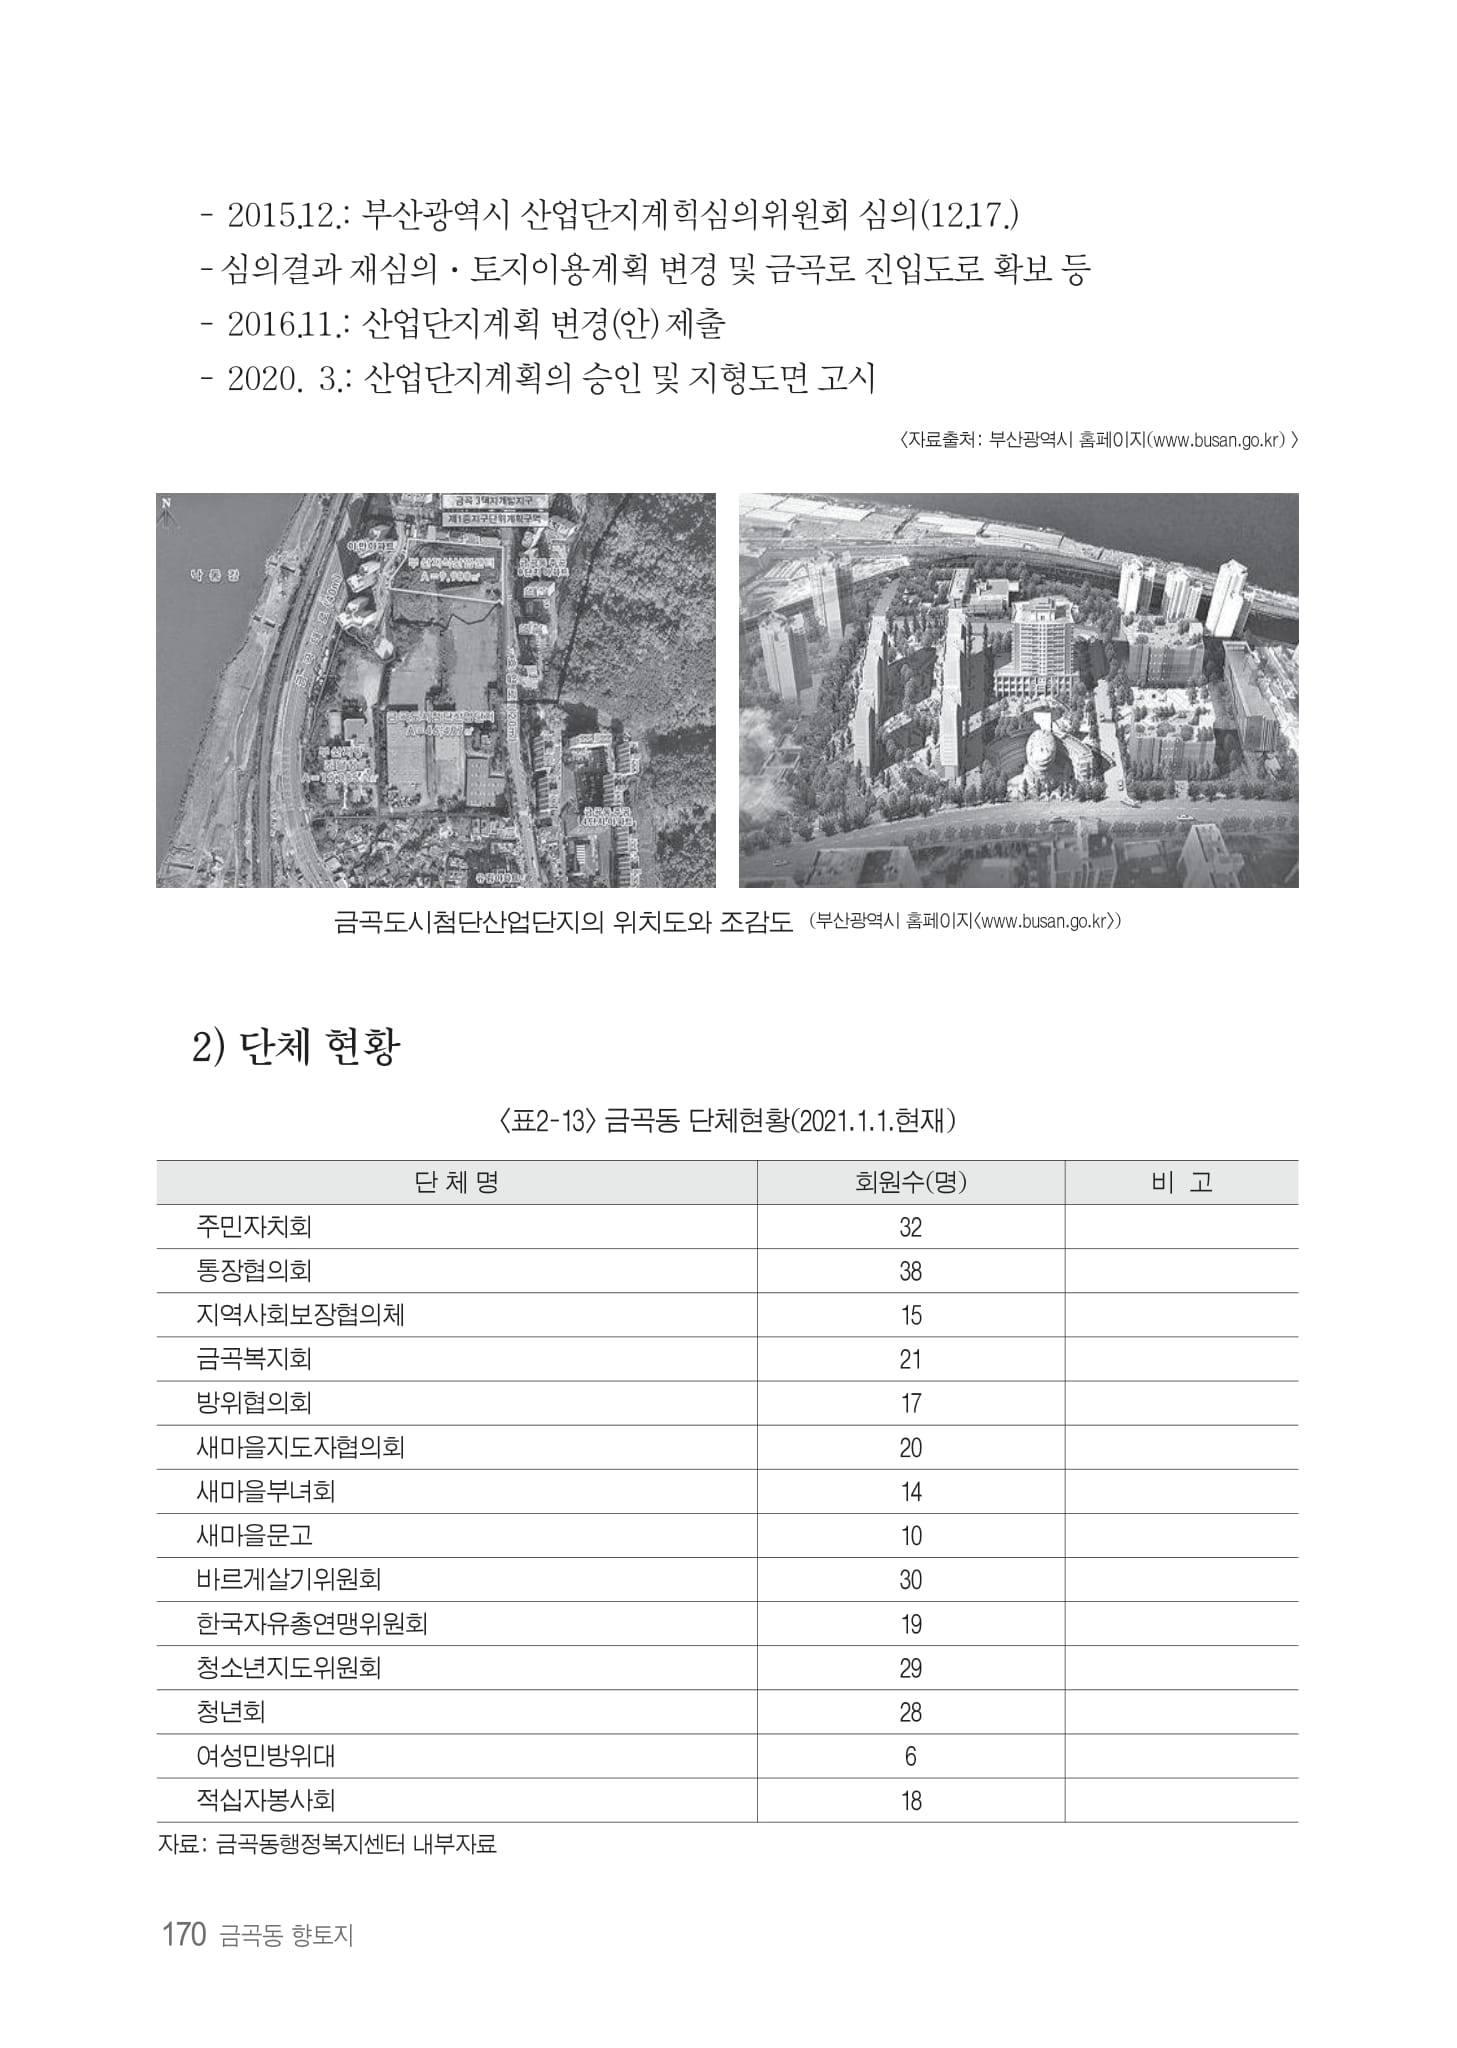 - 2015.12.: 부산광역시 산업단지계힉심의위원회 심의(12.17.)
- 심의결과 재심의・토지이용계획 변경 및 금곡로 진입도로 확보 등
- 2016.11.: 산업단지계획 변경(안) 제출
- 2020. 3.: 산업단지계획의 승인 및 지형도면 고시
〈자료출처: 부산광역시 홈페이지(www.busan.go.kr) 〉
N
금곡 3택지개발지구
제1종지구단위계획구역
낙 동 강
금곡도시첨단산업단지의 위치도와 조감도 (부산광역시 홈페이지〈www.busan.go.kr〉)
2) 단체 현황
〈표2-13〉 금곡동 단체현황(2021.1.1.현재)
단 체 명 회원수(명) 비 고
주민자치회 32
통장협의회 38
지역사회보장협의체 15
금곡복지회 21
방위협의회 17
새마을지도자협의회 20
새마을부녀회 14
새마을문고 10
바르게살기위원회 30
한국자유총연맹위원회 19
청소년지도위원회 29
청년회 28
여성민방위대 6
적십자봉사회 18
자료: 금곡동행정복지센터 내부자료
170 금곡동 향토지